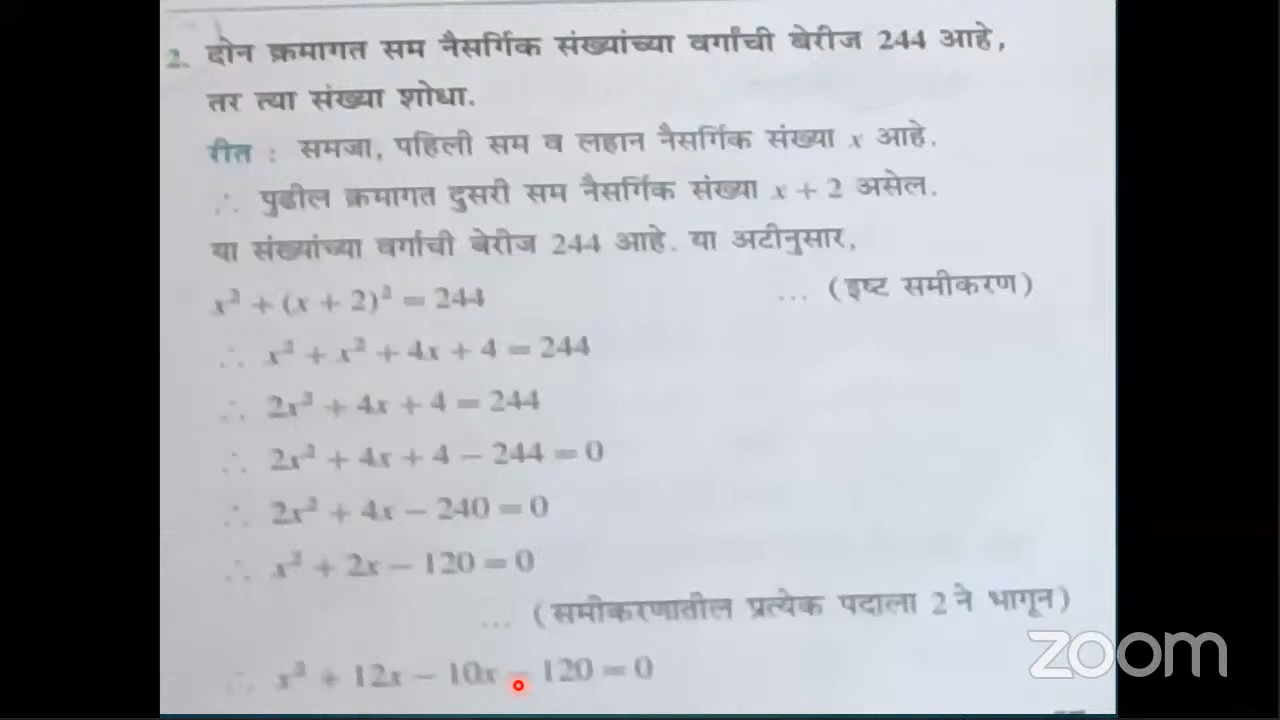 2. दोन क्रमागत सम नैसर्गिक संख्यांच्या वर्गांची बेरीज 244 आहे,
तर त्या संख्या शोधा.
रीत : समजा, पहिली सम व लहान नैसर्गिक संख्या x आहे.
∴ पुढील क्रमागत दुसरी सम नैसर्गिक संख्या x + 2 असेल.
या संख्यांच्या वर्गांची बेरीज 244 आहे. या अटीनुसार,
x² + (x + 2)² = 244 ... (इष्ट समीकरण)
∴ x² + x² + 4x + 4 = 244
∴ 2x² + 4x + 4 = 244
∴ 2x² + 4x + 4 − 244 = 0
∴ 2x² + 4x − 240 = 0
∴ x² + 2x − 120 = 0
... (समीकरणातील प्रत्येक पदाला 2 ने भागून)
∴ x² + 12x − 10x − 120 = 0
zoom